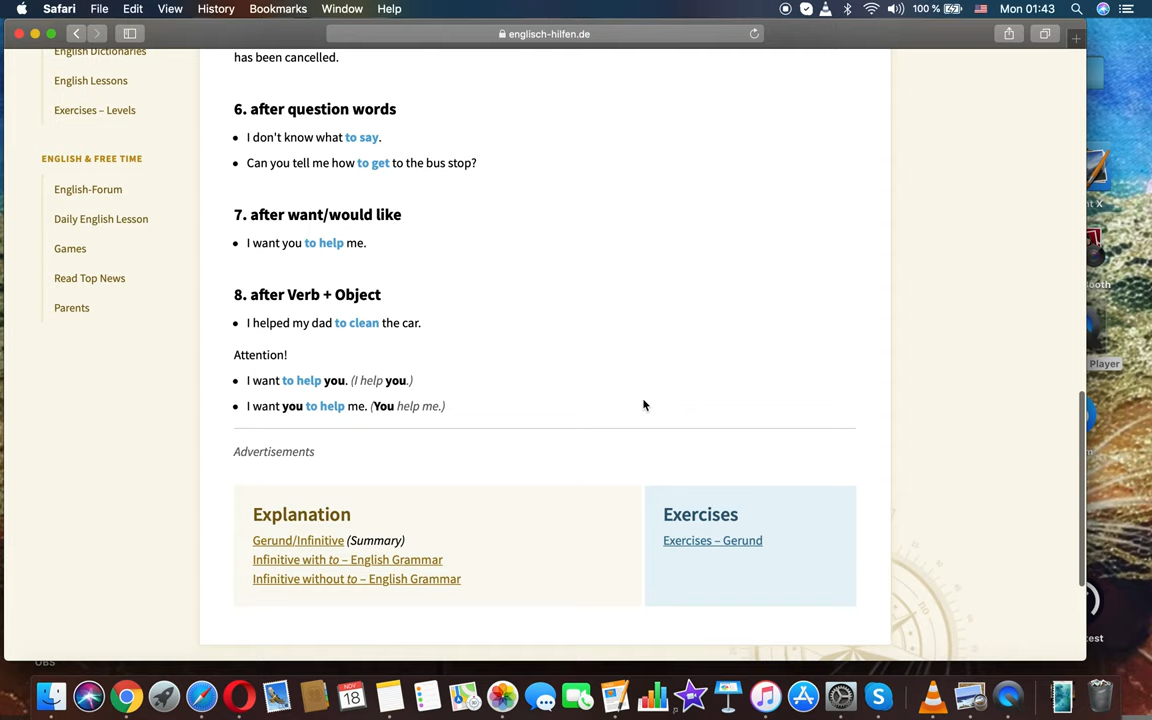 Safari File Edit View History Bookmarks Window Help 100 % Mon 01:43
englisch-hilfen.de
English Dictionaries
English Lessons
Exercises – Levels
ENGLISH & FREE TIME
English-Forum
Daily English Lesson
Games
Read Top News
Parents
has been cancelled.
6. after question words
I don't know what to say.
Can you tell me how to get to the bus stop?
7. after want/would like
I want you to help me.
8. after Verb + Object
I helped my dad to clean the car.
Attention!
I want to help you. (I help you.)
I want you to help me. (You help me.)
Advertisements
Explanation
Gerund/Infinitive (Summary)
Infinitive with to – English Grammar
Infinitive without to – English Grammar
Exercises
Exercises – Gerund
Player
OBS
NOV
18